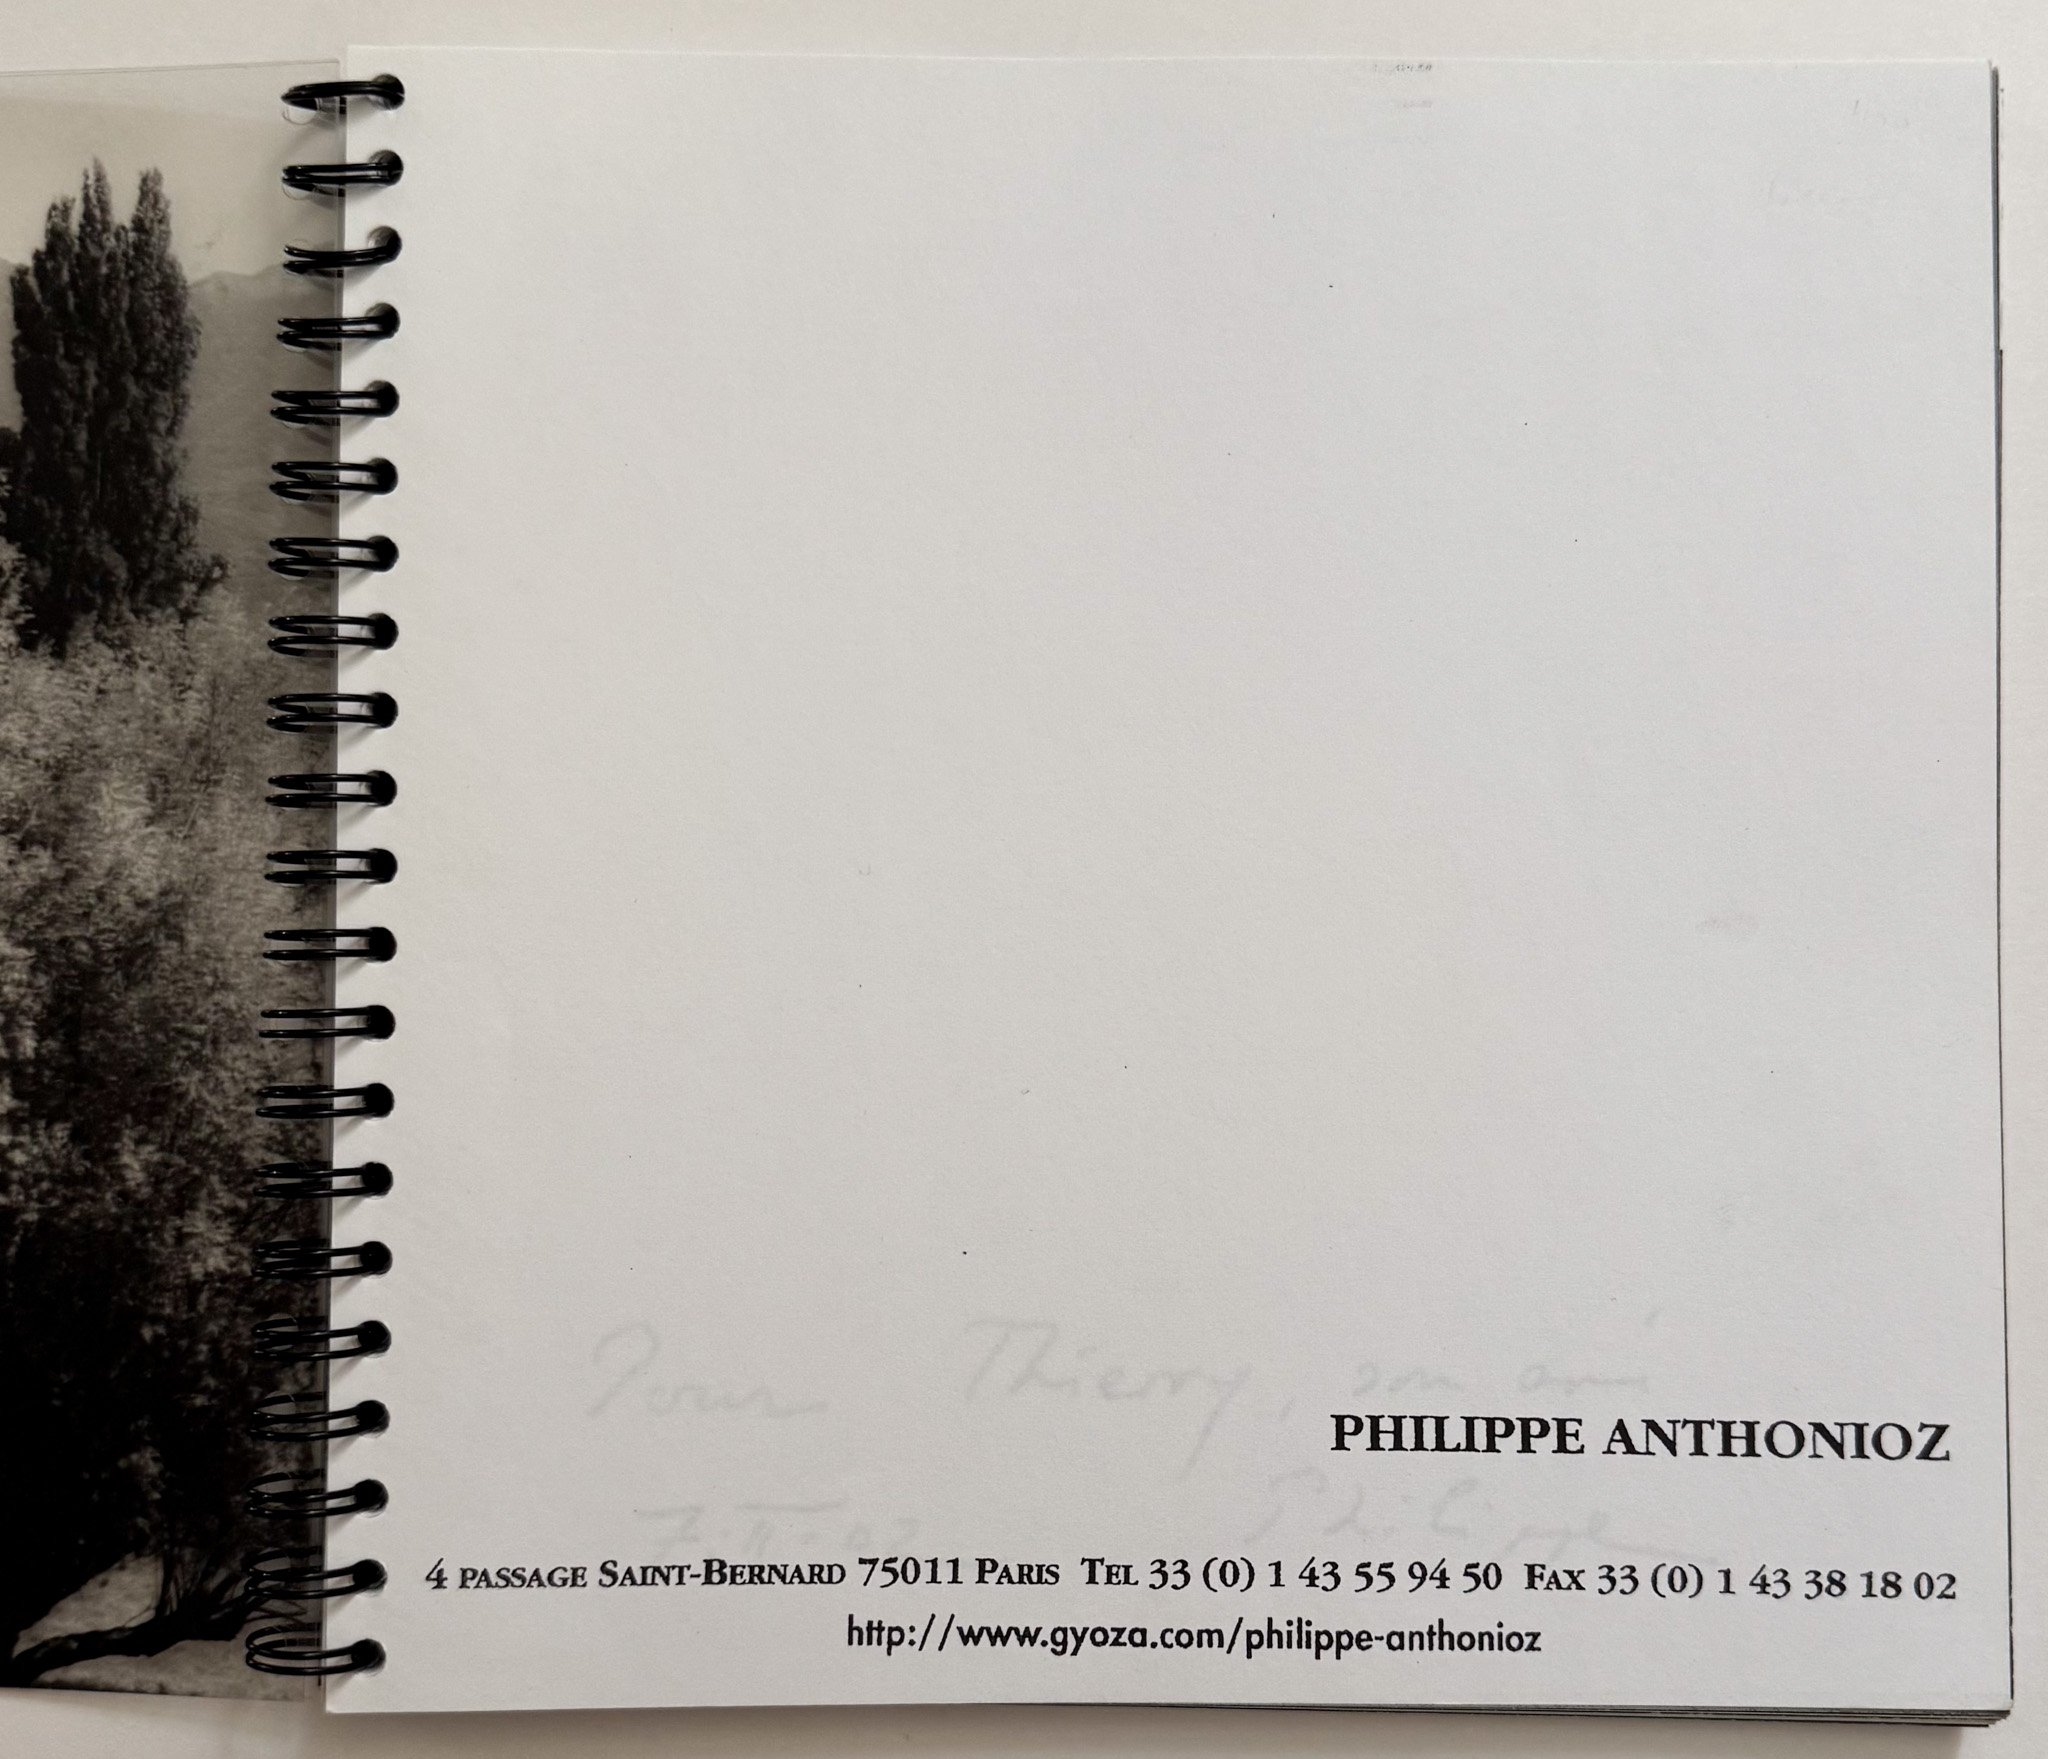 Pour Thierry, son ami
PHILIPPE ANTHONIOZ
Philippe
4 PASSAGE SAINT-BERNARD 75011 PARIS TEL 33 (0) 1 43 55 94 50 FAX 33 (0) 1 43 38 18 02
http://www.gyoza.com/philippe-anthonioz